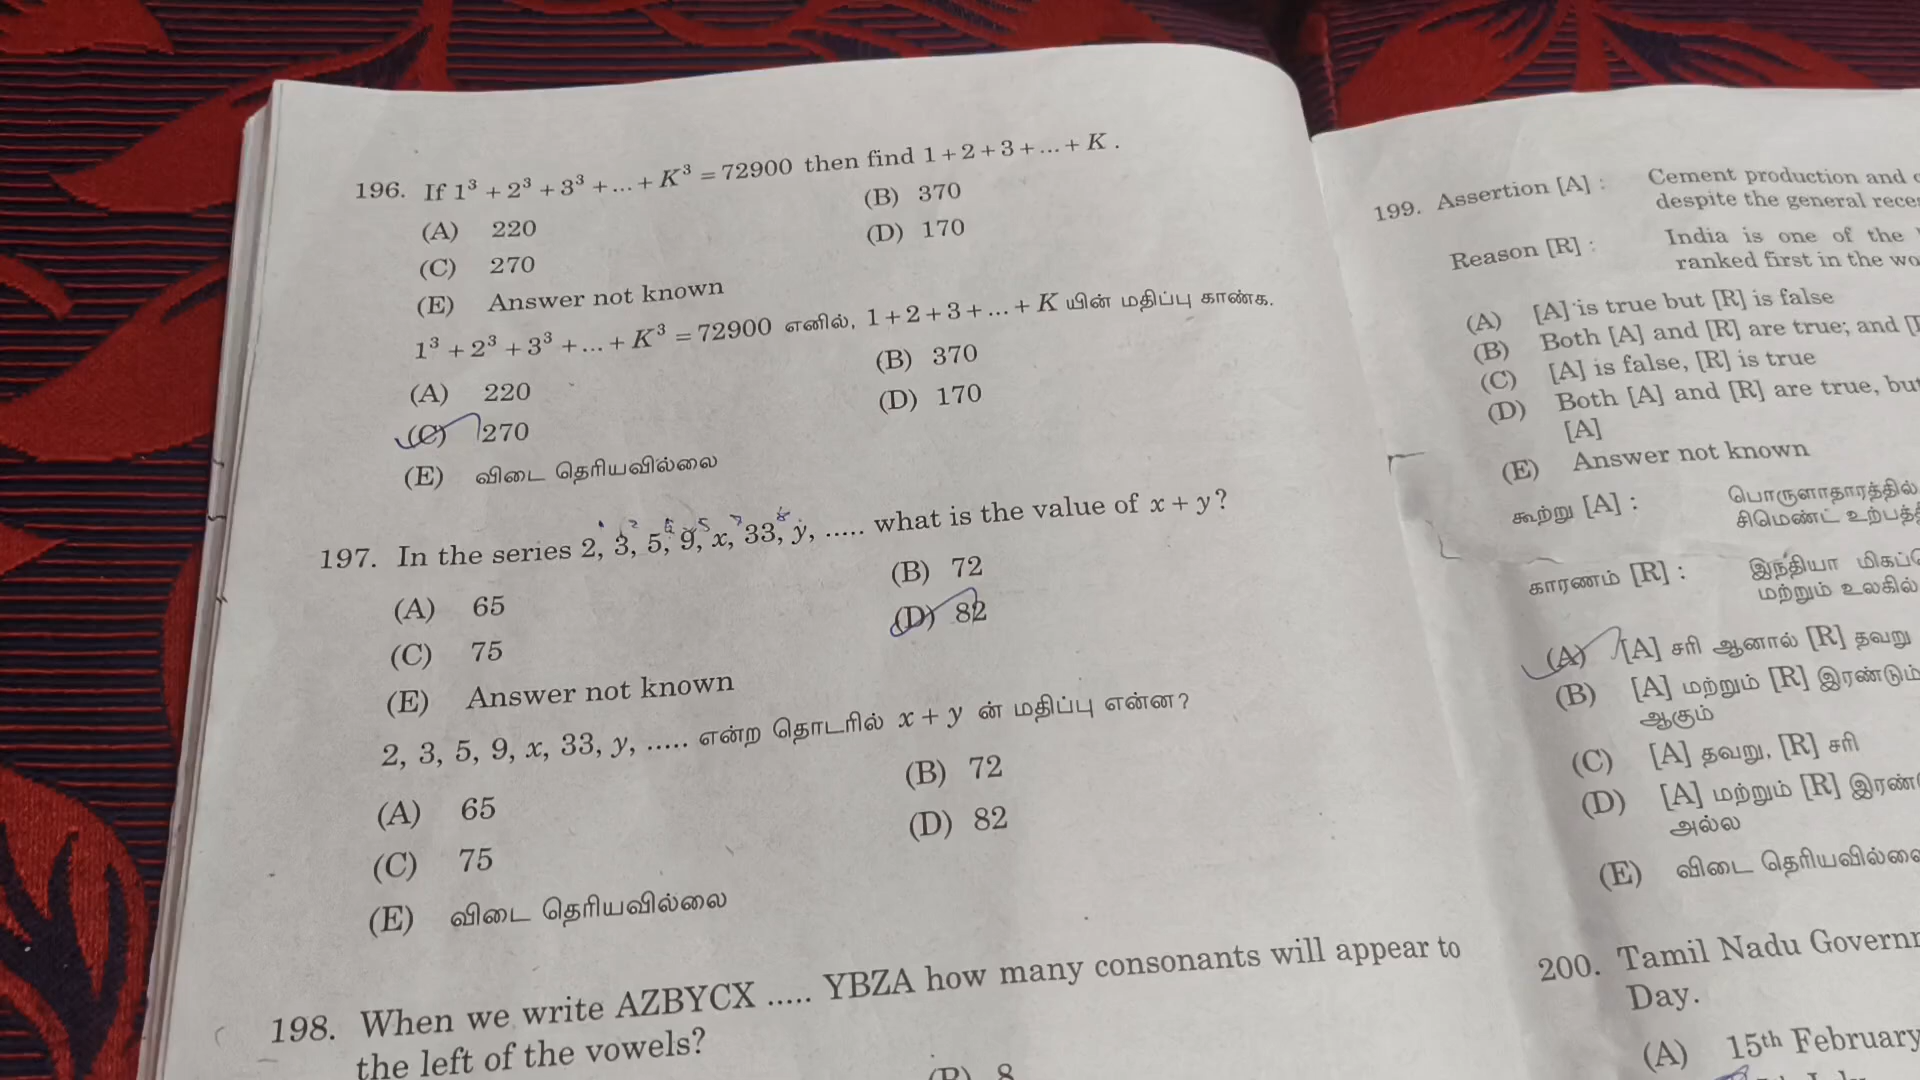 196. If 1³ + 2³ + 3³ + ... + K³ = 72900 then find 1 + 2 + 3 + ... + K .
(A) 220
(B) 370
(C) 270
(D) 170
(E) Answer not known
1³ + 2³ + 3³ + ... + K³ = 72900 எனில், 1 + 2 + 3 + ... + K யின் மதிப்பு காண்க.
(A) 220
(B) 370
(C) 270
(D) 170
(E) விடை தெரியவில்லை
197. In the series 2, 3, 5, 9, x, 33, y, ..... what is the value of x + y ?
(A) 65
(B) 72
(C) 75
(D) 82
(E) Answer not known
2, 3, 5, 9, x, 33, y, ..... என்ற தொடரில் x + y ன் மதிப்பு என்ன?
(A) 65
(B) 72
(C) 75
(D) 82
(E) விடை தெரியவில்லை
198. When we write AZBYCX ..... YBZA how many consonants will appear to
the left of the vowels?
(B) 8
199. Assertion [A] : Cement production and
despite the general
Reason [R] : India is one of the
ranked first in the
(A) [A] is true but [R] is false
(B) Both [A] and [R] are true; and
(C) [A] is false, [R] is true
(D) Both [A] and [R] are true,
[A]
(E) Answer not known
கூற்று [A] : பொருளாதாரத்தில்
சிமெண்ட்
காரணம் [R] : இந்தியா
மற்றும்
(A) [A] சரி ஆனால் [R] தவறு
(B) [A] மற்றும் [R] இரண்டும்
ஆகும்
(C) [A] தவறு, [R] சரி
(D) [A] மற்றும் [R]
அல்ல
(E) விடை தெரியவில்லை
200. Tamil Nadu
Day.
(A) 15th February